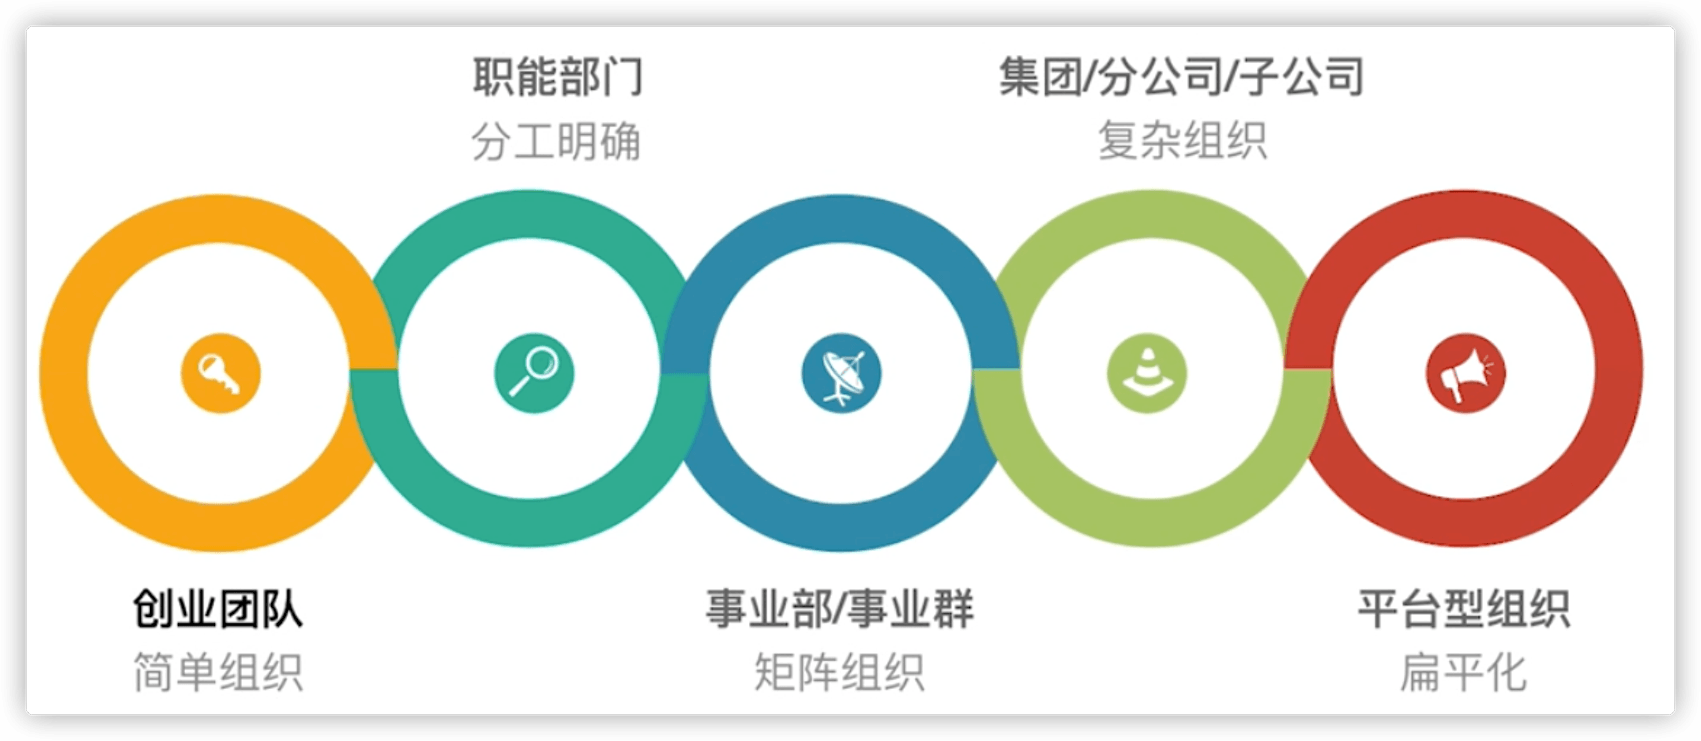 职能部门
分工明确
集团/分公司/子公司
复杂组织
创业团队
简单组织
事业部/事业群
矩阵组织
平台型组织
扁平化